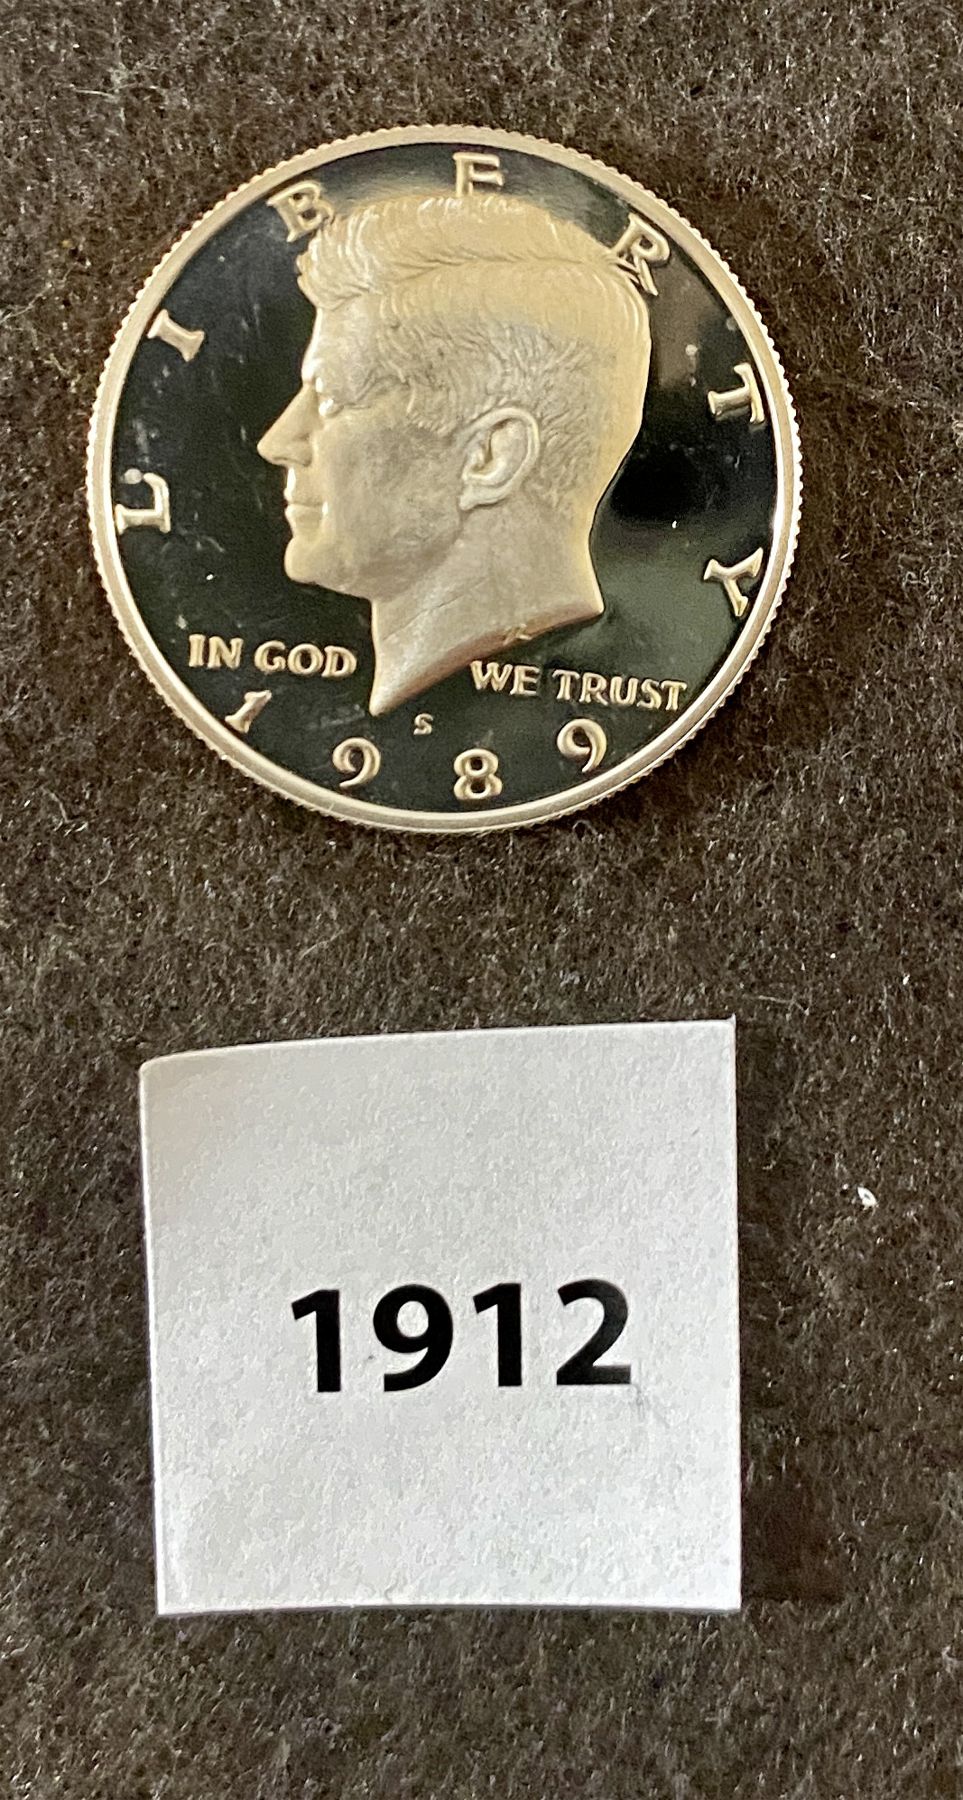 LIBERTY
IN GOD WE TRUST
S
1989
1912